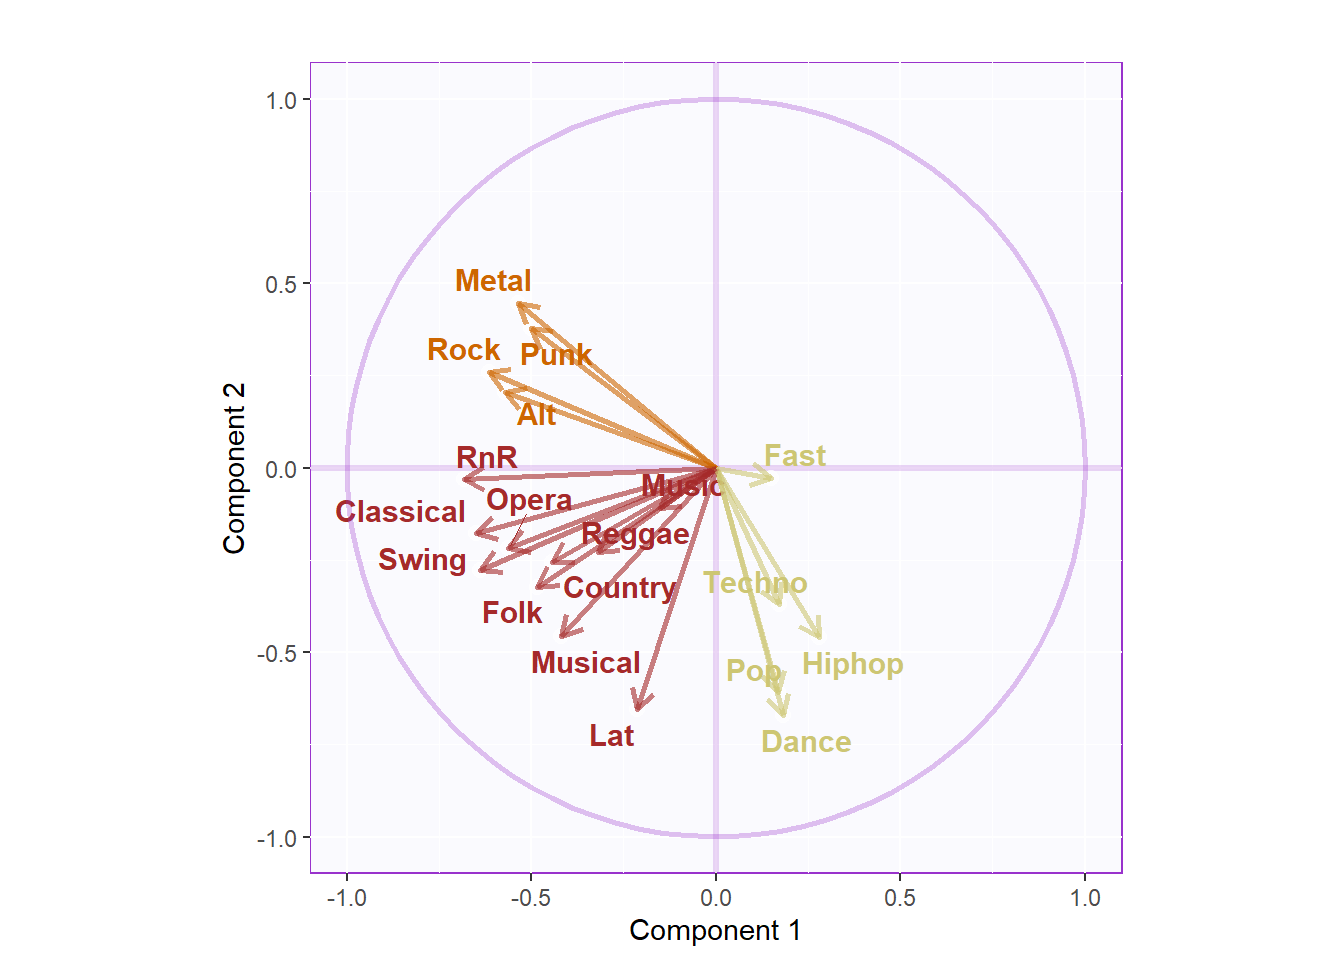 1.0
0.5
0.0
-0.5
-1.0
Component 2
Metal
Rock
Punk
Alt
RnR
Fast
Music
Opera
Classical
Reggae
Swing
Techno
Country
Folk
Musical
Hiphop
Pop
Lat
Dance
-1.0
-0.5
0.0
0.5
1.0
Component 1